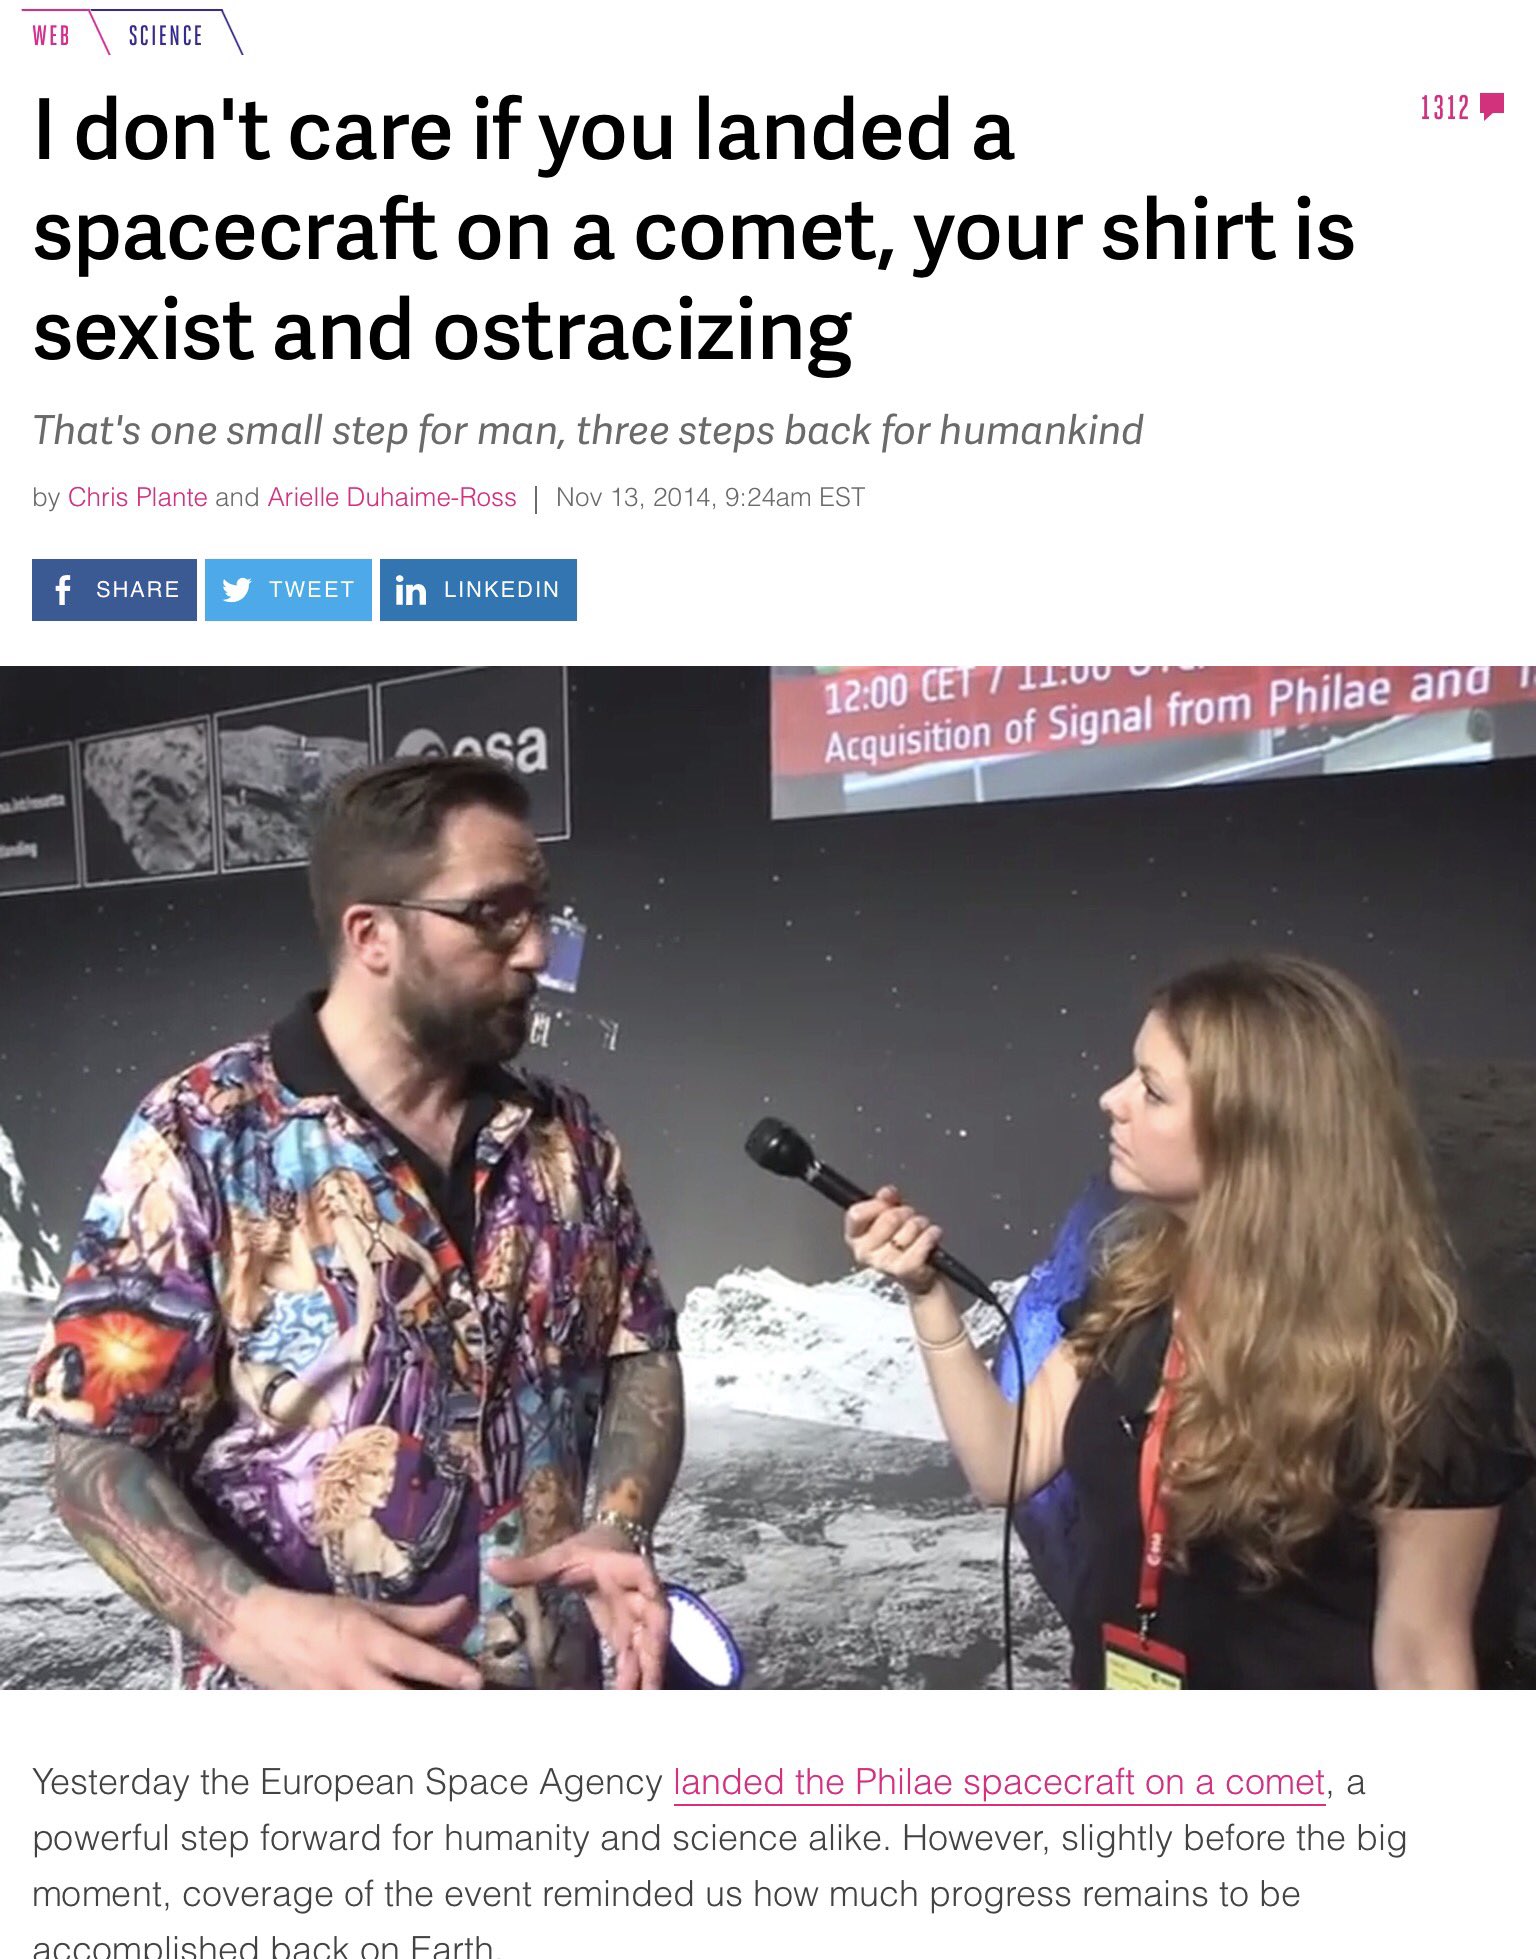 WEB SCIENCE
I don't care if you landed a
1312
spacecraft on a comet, your shirt is
sexist and ostracizing
That's one small step for man, three steps back for humankind
by Chris Plante and Arielle Duhaime-Ross | Nov 13, 2014, 9:24am EST
SHARE TWEET LINKEDIN
12:00 CET / 11:00
Acquisition of Signal from Philae and
esa
Yesterday the European Space Agency landed the Philae spacecraft on a comet, a
powerful step forward for humanity and science alike. However, slightly before the big
moment, coverage of the event reminded us how much progress remains to be
accomplished back on Earth.